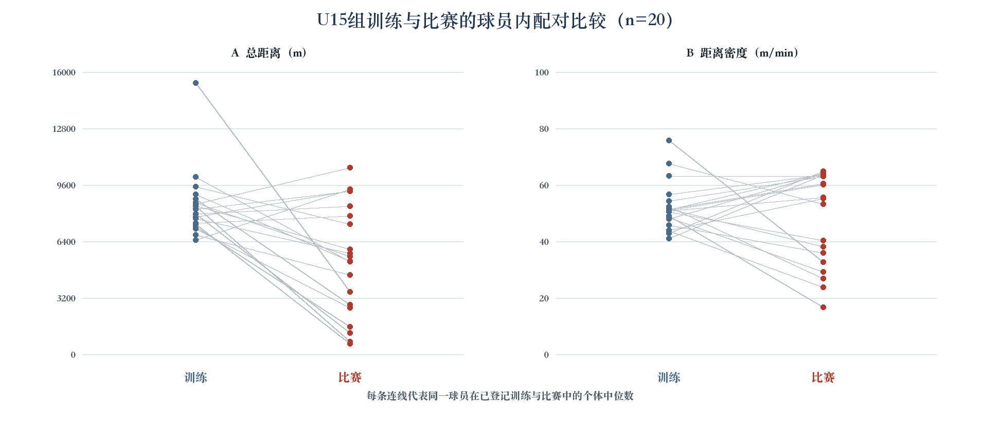 U15组训练与比赛的球员内配对比较（n=20）
A 总距离（m）
16000
12800
9600
6400
3200
0
训练
比赛
B 距离密度（m/min）
100
80
60
40
20
0
训练
比赛
每条连线代表同一球员在已登记训练与比赛中的个体中位数